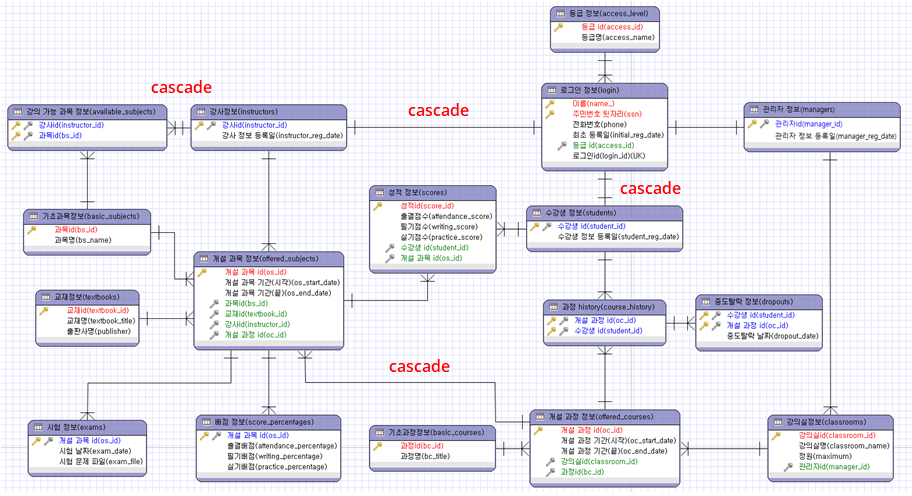 등급 정보(access_level)
등급 id(access_id)
등급명(access_name)
cascade
cascade
강의 가능 과목 정보(available_subjects)
강사id(instructor_id)
과목id(bs_id)
강사정보(instructors)
강사id(instructor_id)
강사 정보 등록일(instructor_reg_date)
로그인 정보(login)
이름(name_)
주민번호 뒷자리(ssn)
전화번호(phone)
최초 등록일(initial_reg_date)
등급 id(access_id)
로그인id(login_id)(UK)
관리자 정보(managers)
관리자id(manager_id)
관리자 정보 등록일(manager_reg_date)
cascade
기초과목정보(basic_subjects)
과목id(bs_id)
과목명(bs_name)
성적 정보(scores)
성적id(score_id)
출결점수(attendance_score)
필기점수(writing_score)
실기점수(practice_score)
수강생 id(student_id)
개설 과목 id(os_id)
수강생 정보(students)
수강생 id(student_id)
수강생 정보 등록일(student_reg_date)
개설 과목 정보(offered_subjects)
개설 과목 id(os_id)
개설 과목 기간(시작)(os_start_date)
개설 과목 기간(끝)(os_end_date)
과목id(bs_id)
교재id(textbook_id)
강사id(instructor_id)
개설 과정 id(oc_id)
교재정보(textbooks)
교재id(textbook_id)
교재명(textbook_title)
출판사명(publisher)
과정 history(course_history)
개설 과정 id(oc_id)
수강생 id(student_id)
중도탈락 정보(dropouts)
수강생 id(student_id)
개설 과정 id(oc_id)
중도탈락 날짜(dropout_date)
cascade
시험 정보(exams)
개설 과목 id(os_id)
시험 날짜(exam_date)
시험 문제 파일(exam_file)
배점 정보(score_percentages)
개설 과목 id(os_id)
출결배점(attendance_percentage)
필기배점(writing_percentage)
실기배점(practice_percentage)
기초과정정보(basic_courses)
과정id(bc_id)
과정명(bc_title)
개설 과정 정보(offered_courses)
개설 과정 id(oc_id)
개설 과정 기간(시작)(oc_start_date)
개설 과정 기간(끝)(oc_end_date)
강의실id(classroom_id)
과정id(bc_id)
강의실정보(classrooms)
강의실id(classroom_id)
강의실명(classroom_name)
정원(maximum)
관리자id(manager_id)